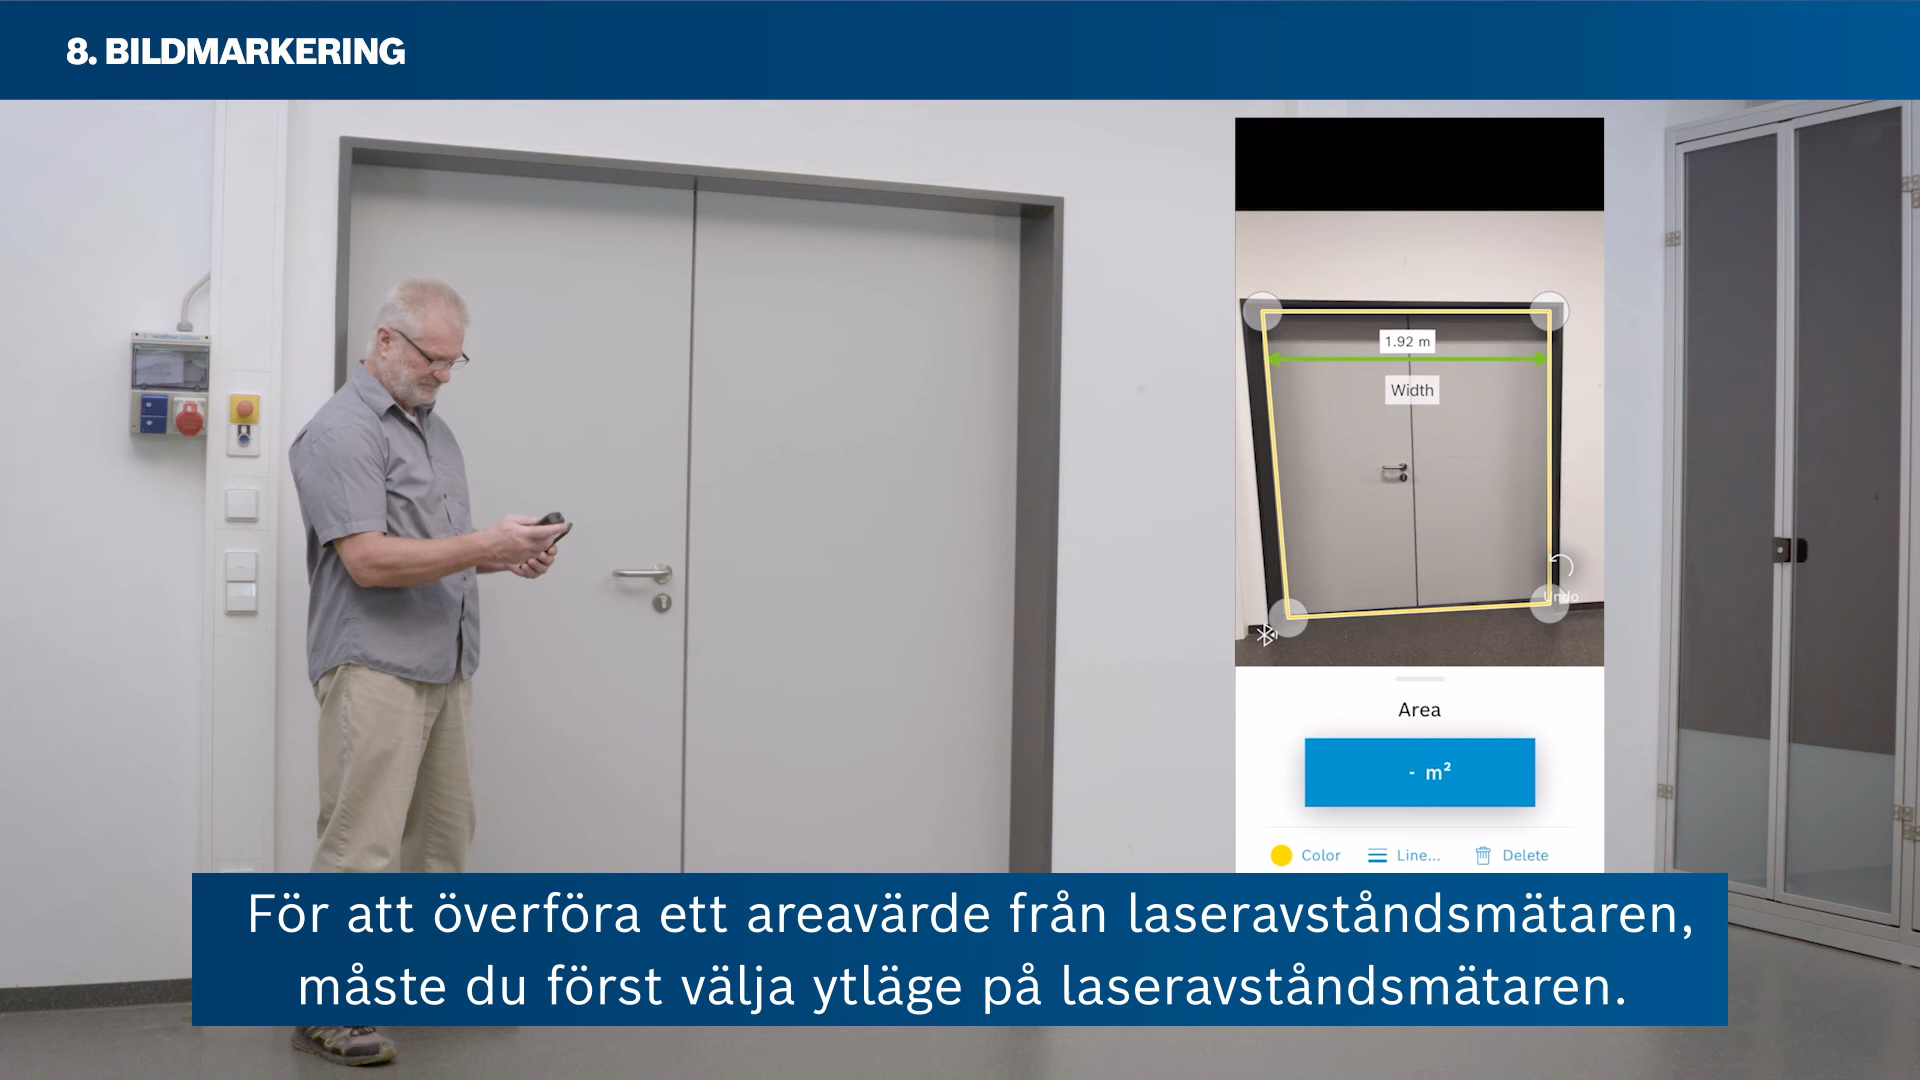 8. BILDMARKERING
1.92 m
Width
Undo
Area
- m²
Color
Line...
Delete
För att överföra ett areavärde från laseravståndsmätaren,
måste du först välja ytläge på laseravståndsmätaren.